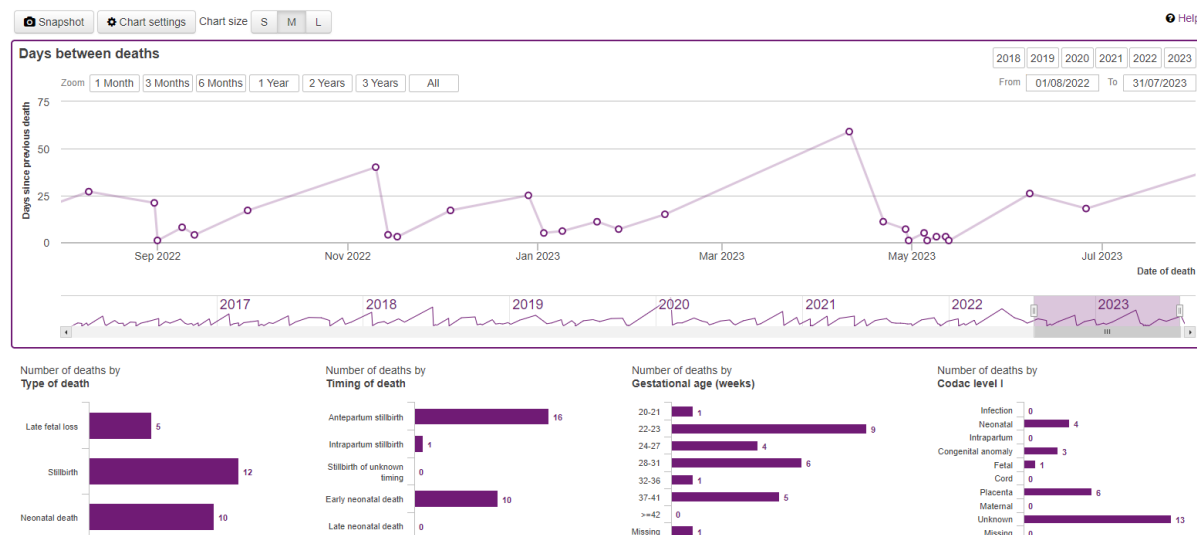 Snapshot Chart settings Chart size S M L Help
Days between deaths
2018 2019 2020 2021 2022 2023
Zoom 1 Month 3 Months 6 Months 1 Year 2 Years 3 Years All From 01/08/2022 To 31/07/2023
Days since previous death
75
50
25
0
Sep 2022 Nov 2022 Jan 2023 Mar 2023 May 2023 Jul 2023
Date of death
2017 2018 2019 2020 2021 2022 2023
Number of deaths by
Type of death
Late fetal loss 5
Stillbirth 12
Neonatal death 10
Number of deaths by
Timing of death
Antepartum stillbirth 16
Intrapartum stillbirth 1
Stillbirth of unknown
timing 0
Early neonatal death 10
Late neonatal death 0
Number of deaths by
Gestational age (weeks)
20-21 1
22-23 9
24-27 4
28-31 6
32-36 1
37-41 5
>=42 0
Missing 1
Number of deaths by
Codac level I
Infection 0
Neonatal 4
Intrapartum 0
Congenital anomaly 3
Fetal 1
Cord 0
Placenta 6
Maternal 0
Unknown 13
Missing 0